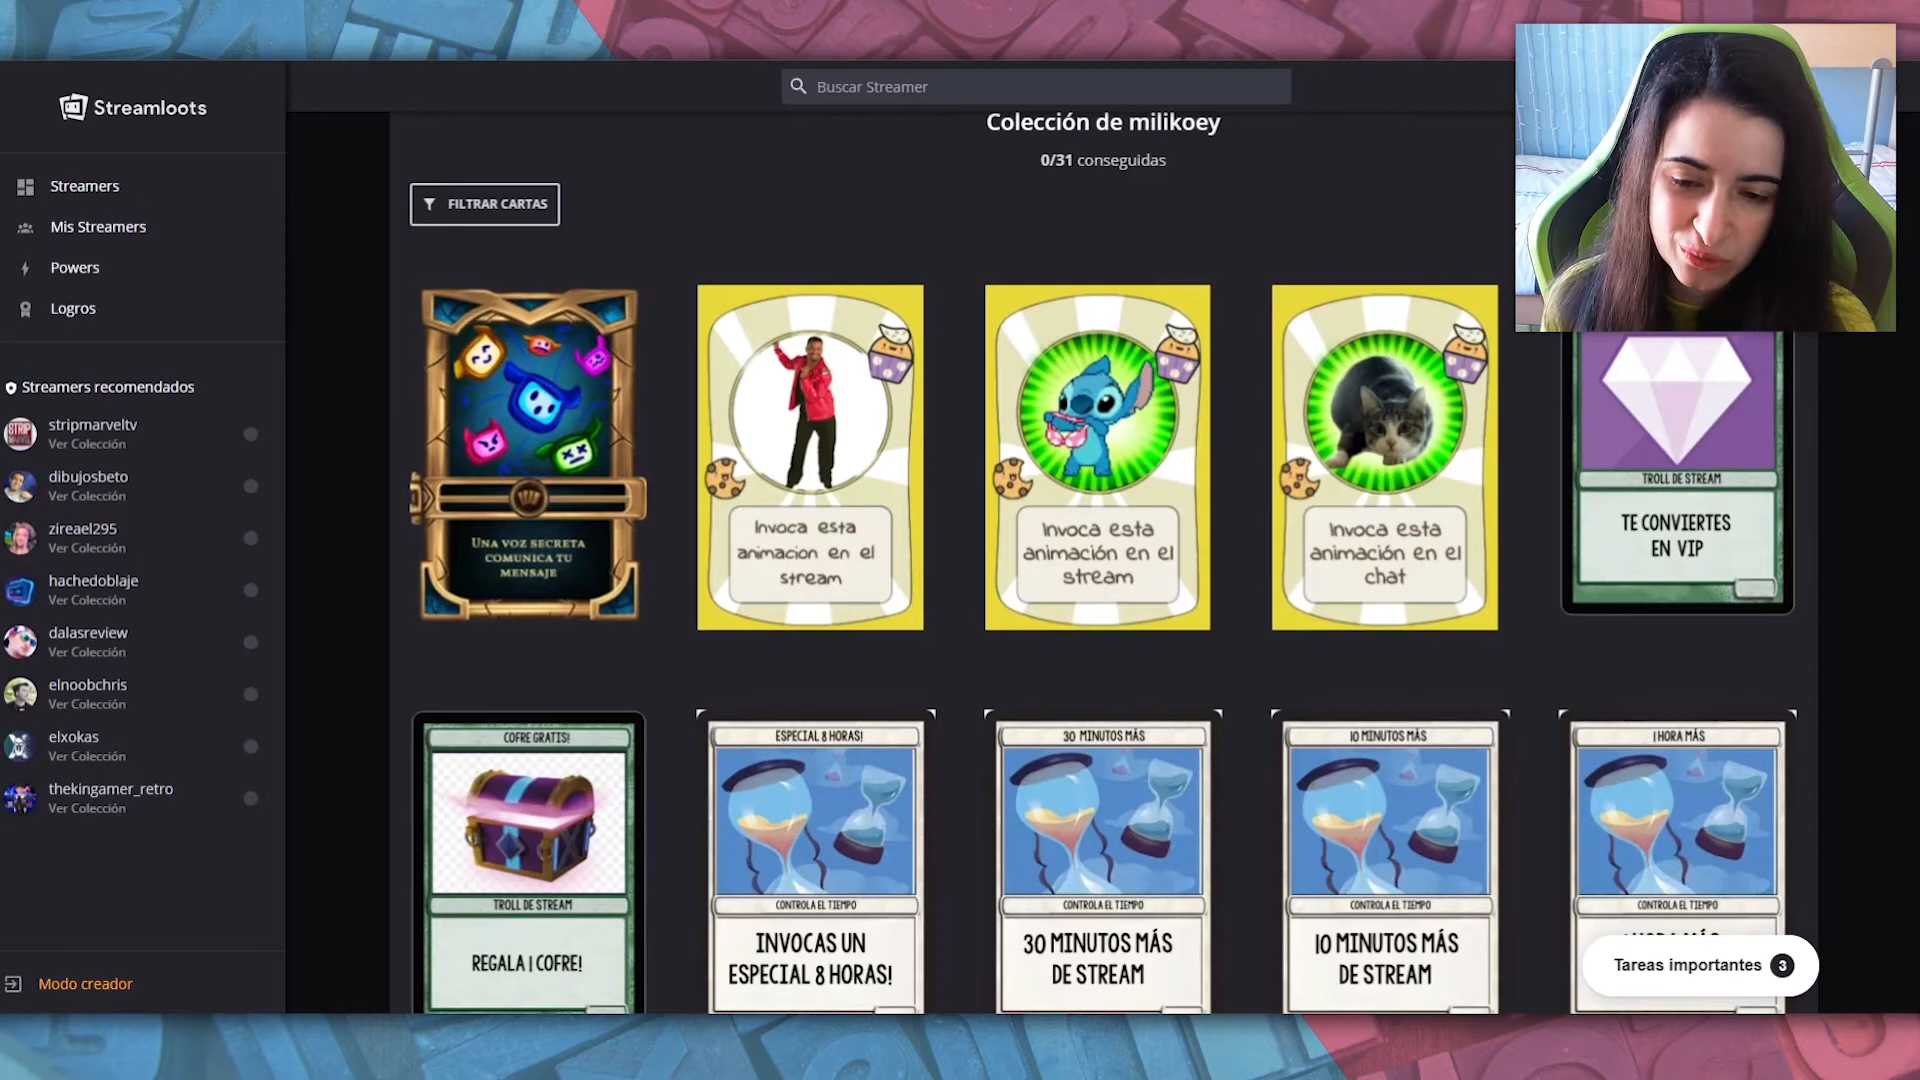 Streamloots
Buscar Streamer
Streamers
Mis Streamers
Powers
Logros
Streamers recomendados
stripmarveltv
Ver Colección
dibujosbeto
Ver Colección
zireael295
Ver Colección
hachedoblaje
Ver Colección
dalasreview
Ver Colección
elnoobchris
Ver Colección
elxokas
Ver Colección
thekingamer_retro
Ver Colección
Modo creador
Colección de milikoey
0/31 conseguidas
FILTRAR CARTAS
UNA VOZ SECRETA
COMUNICA TU
MENSAJE
Invoca esta
animacion en el
stream
Invoca esta
animación en el
stream
Invoca esta
animación en el
chat
TROLL DE STREAM
TE CONVIERTES
EN VIP
COFRE GRATIS!
TROLL DE STREAM
REGALA 1 COFRE!
ESPECIAL 8 HORAS!
CONTROLA EL TIEMPO
INVOCAS UN
ESPECIAL 8 HORAS!
30 MINUTOS MÁS
CONTROLA EL TIEMPO
30 MINUTOS MÁS
DE STREAM
10 MINUTOS MÁS
CONTROLA EL TIEMPO
10 MINUTOS MÁS
DE STREAM
1 HORA MÁS
CONTROLA EL TIEMPO
Tareas importantes 3